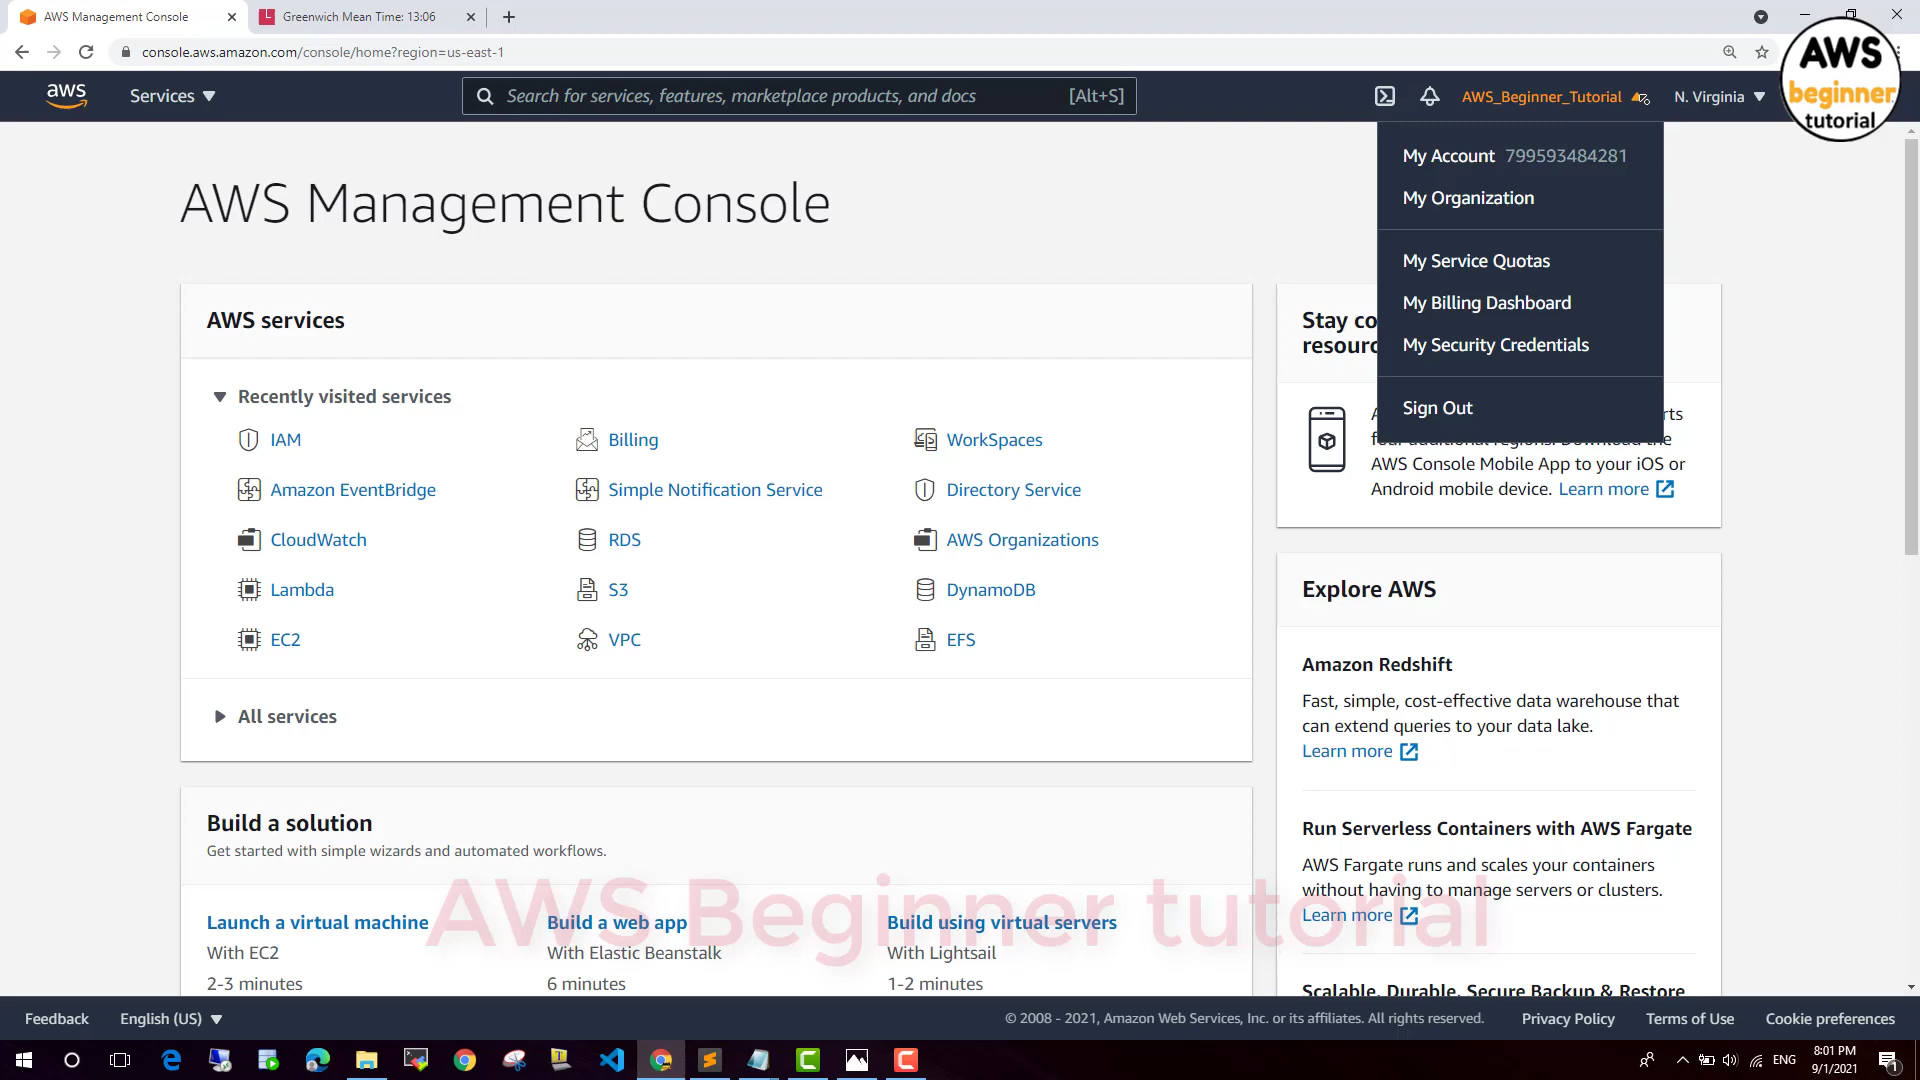 AWS Management Console
Greenwich Mean Time: 13:06
console.aws.amazon.com/console/home?region=us-east-1
AWS
beginner
tutorial
aws
Services
Search for services, features, marketplace products, and docs
[Alt+S]
AWS_Beginner_Tutorial
N. Virginia
My Account 799593484281
My Organization
My Service Quotas
My Billing Dashboard
My Security Credentials
Sign Out
AWS Management Console
AWS services
Recently visited services
IAM
Billing
WorkSpaces
Amazon EventBridge
Simple Notification Service
Directory Service
CloudWatch
RDS
AWS Organizations
Lambda
S3
DynamoDB
EC2
VPC
EFS
All services
Stay
AWS Console Mobile App to your iOS or
Android mobile device. Learn more
Explore AWS
Amazon Redshift
Fast, simple, cost-effective data warehouse that
can extend queries to your data lake.
Learn more
Run Serverless Containers with AWS Fargate
AWS Fargate runs and scales your containers
without having to manage servers or clusters.
Learn more
Scalable, Durable, Secure Backup & Restore
Build a solution
Get started with simple wizards and automated workflows.
Launch a virtual machine
With EC2
2-3 minutes
Build a web app
With Elastic Beanstalk
6 minutes
Build using virtual servers
With Lightsail
1-2 minutes
AWS Beginner tutorial
Feedback
English (US)
© 2008 - 2021, Amazon Web Services, Inc. or its affiliates. All rights reserved.
Privacy Policy
Terms of Use
Cookie preferences
ENG
8:01 PM
9/1/2021
1